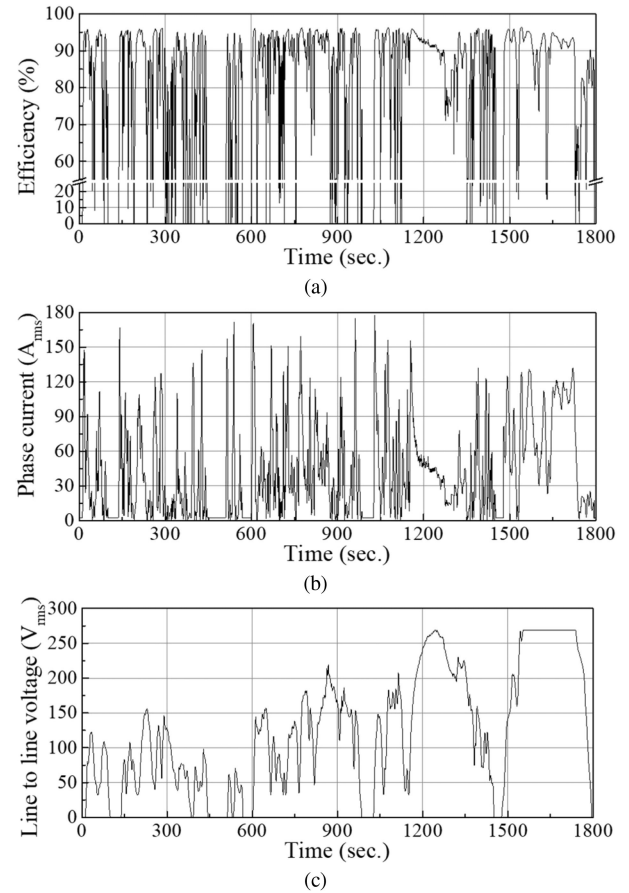 Efficiency (%)
100
90
80
70
60
20
10
0
0 300 600 900 1200 1500 1800
Time (sec.)
(a)
Phase current (Arms)
180
150
120
90
60
30
0
0 300 600 900 1200 1500 1800
Time (sec.)
(b)
Line to line voltage (Vrms)
300
250
200
150
100
50
0
0 300 600 900 1200 1500 1800
Time (sec.)
(c)